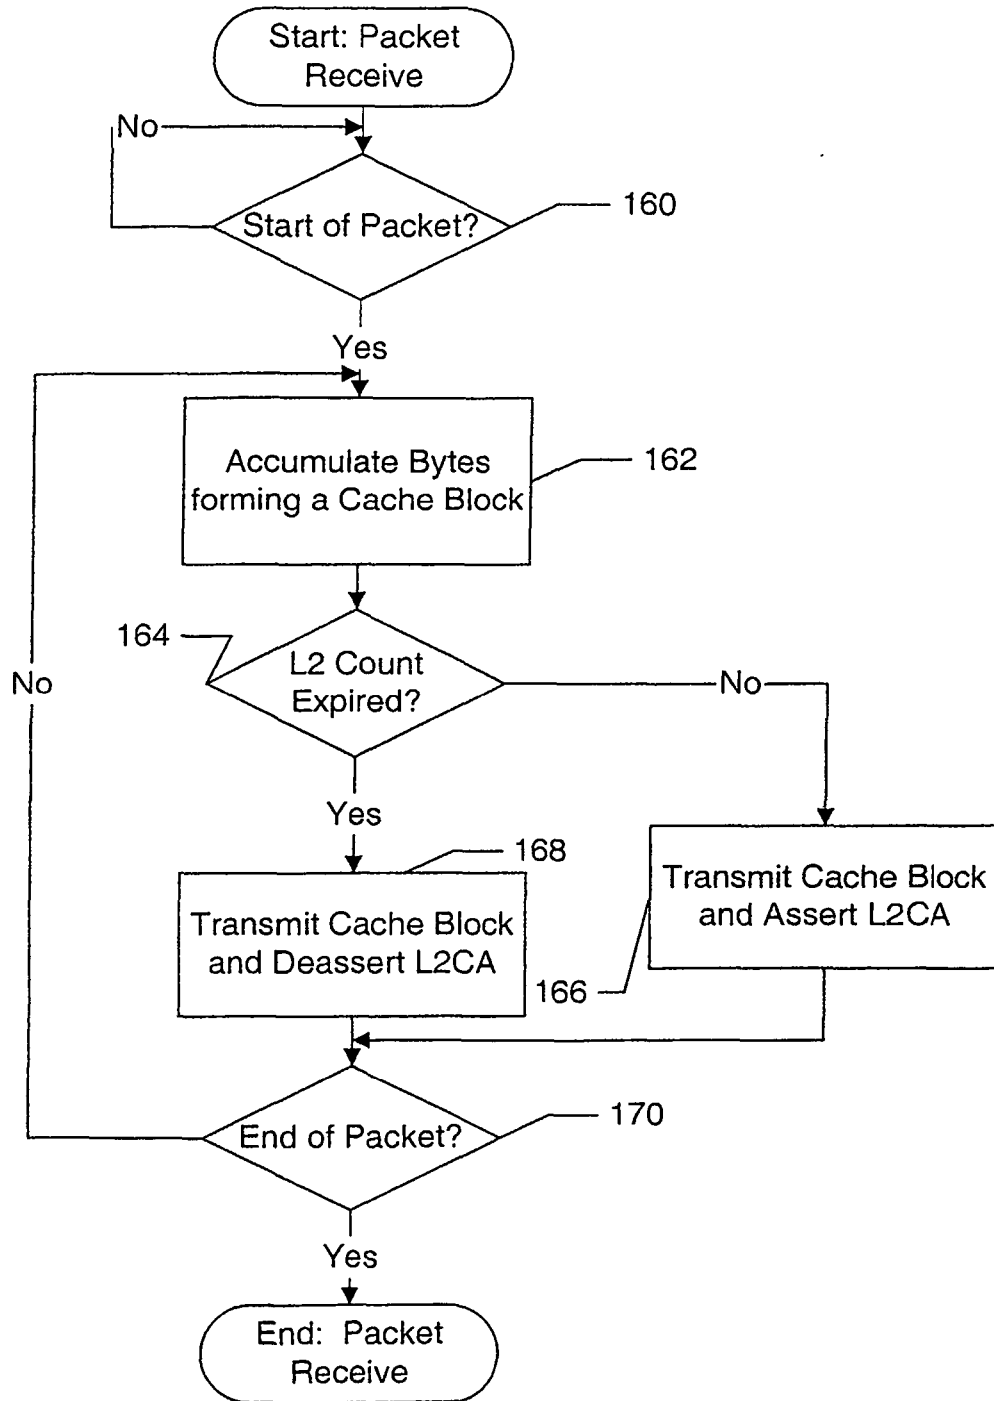 Start: Packet
Receive
No
Start of Packet?
160
Yes
Accumulate Bytes
forming a Cache Block
162
164
L2 Count
Expired?
No
No
Yes
168
Transmit Cache Block
and Deassert L2CA
Transmit Cache Block
and Assert L2CA
166
End of Packet?
170
Yes
End: Packet
Receive